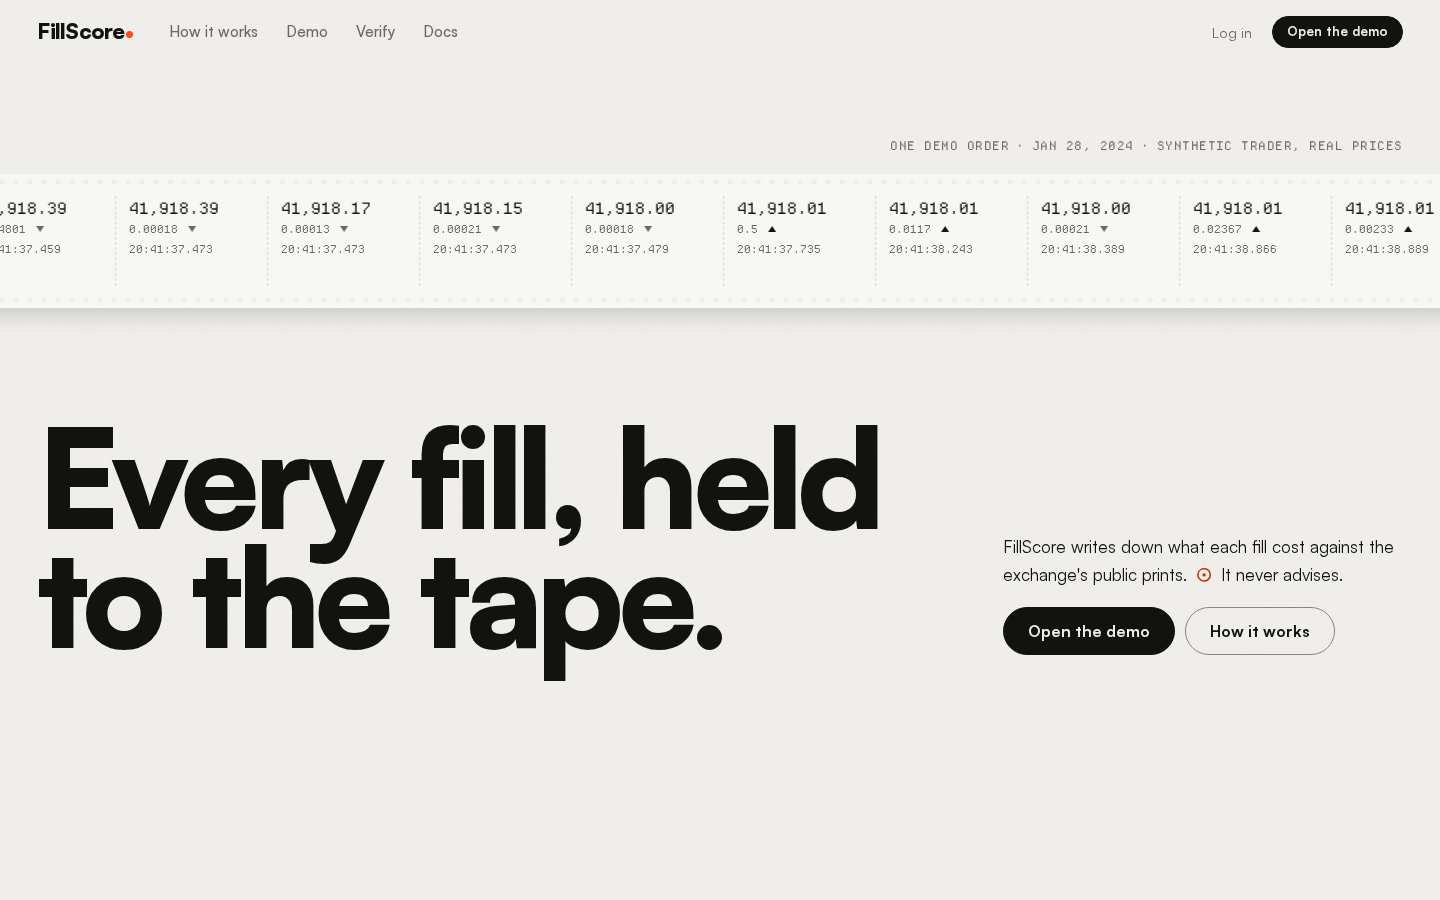 FillScore
How it works Demo Verify Docs
Log in Open the demo
ONE DEMO ORDER · JAN 28, 2024 · SYNTHETIC TRADER, REAL PRICES
,918.39 41,918.39 41,918.17 41,918.15 41,918.00 41,918.01 41,918.01 41,918.00 41,918.01 41,918.01
4801 ▼ 0.00018 ▼ 0.00013 ▼ 0.00021 ▼ 0.00018 ▼ 0.5 ▲ 0.0117 ▲ 0.00021 ▼ 0.02367 ▲ 0.00233 ▲
41:37.459 20:41:37.473 20:41:37.473 20:41:37.473 20:41:37.479 20:41:37.735 20:41:38.243 20:41:38.389 20:41:38.866 20:41:38.889
Every fill, held
to the tape.
FillScore writes down what each fill cost against the
exchange's public prints. It never advises.
Open the demo How it works